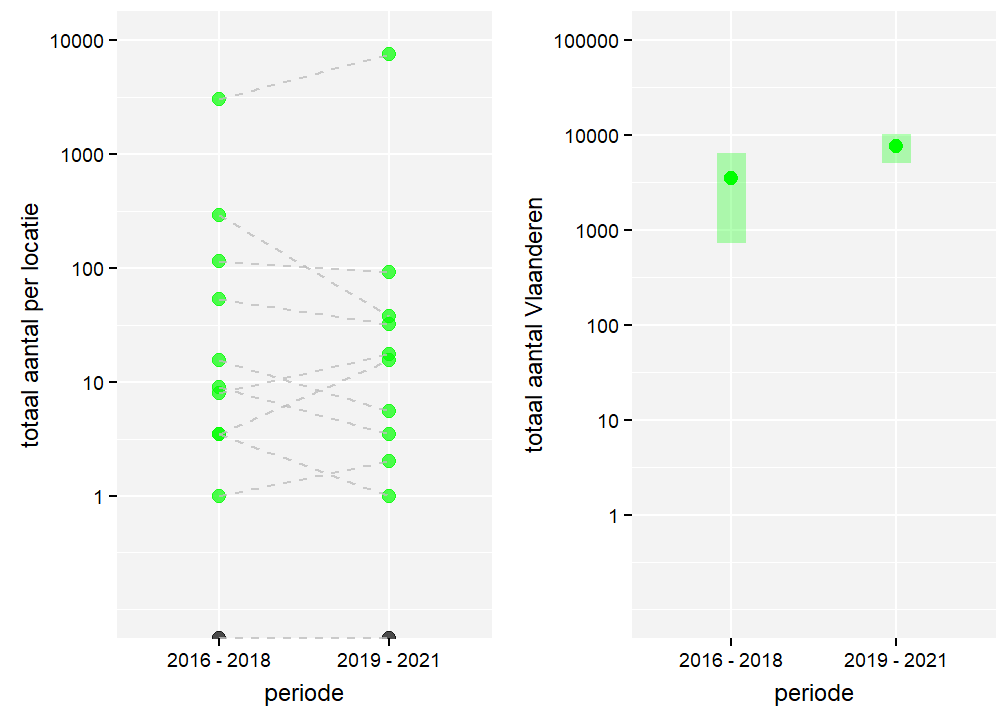 totaal aantal per locatie
10000
1000
100
10
1
2016 - 2018
2019 - 2021
periode
totaal aantal Vlaanderen
100000
10000
1000
100
10
1
2016 - 2018
2019 - 2021
periode